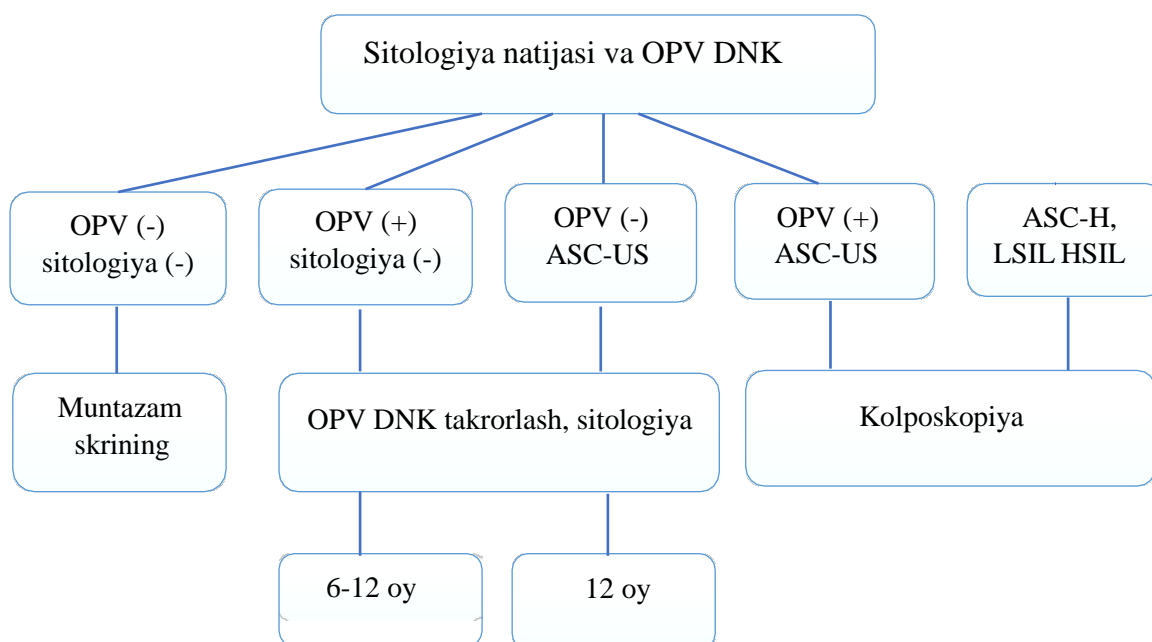 Sitologiya natijasi va OPV DNK
OPV (-)
sitologiya (-)
OPV (+)
sitologiya (-)
OPV (-)
ASC-US
OPV (+)
ASC-US
ASC-H,
LSIL HSIL
Muntazam
skrining
OPV DNK takrorlash, sitologiya
Kolposkopiya
6-12 oy
12 oy